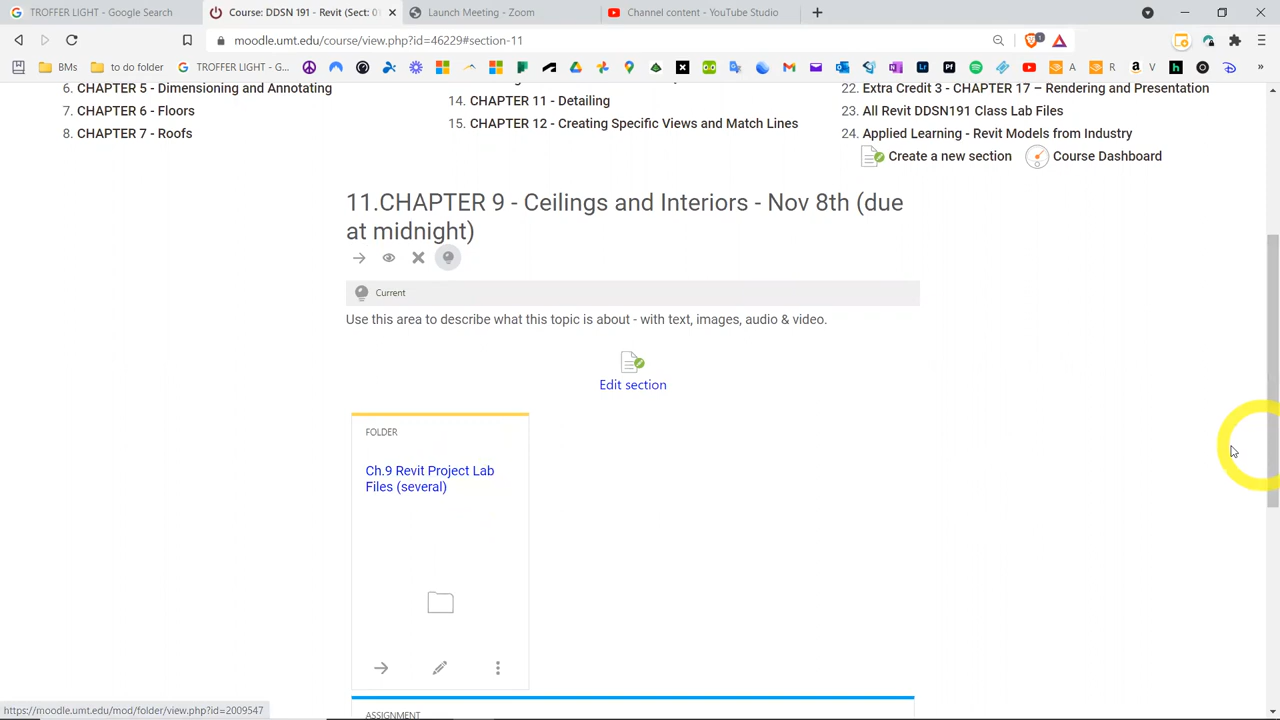 TROFFER LIGHT - Google Search
Course: DDSN 191 - Revit (Sect: 01
Launch Meeting - Zoom
Channel content - YouTube Studio
moodle.umt.edu/course/view.php?id=46229#section-11
1
BMs
to do folder
TROFFER LIGHT - G...
A
R
V
6. CHAPTER 5 - Dimensioning and Annotating
7. CHAPTER 6 - Floors
8. CHAPTER 7 - Roofs
14. CHAPTER 11 - Detailing
15. CHAPTER 12 - Creating Specific Views and Match Lines
22. Extra Credit 3 - CHAPTER 17 – Rendering and Presentation
23. All Revit DDSN191 Class Lab Files
24. Applied Learning - Revit Models from Industry
Create a new section
Course Dashboard
11.CHAPTER 9 - Ceilings and Interiors - Nov 8th (due
at midnight)
Current
Use this area to describe what this topic is about - with text, images, audio & video.
Edit section
FOLDER
Ch.9 Revit Project Lab
Files (several)
ASSIGNMENT
https://moodle.umt.edu/mod/folder/view.php?id=2009547